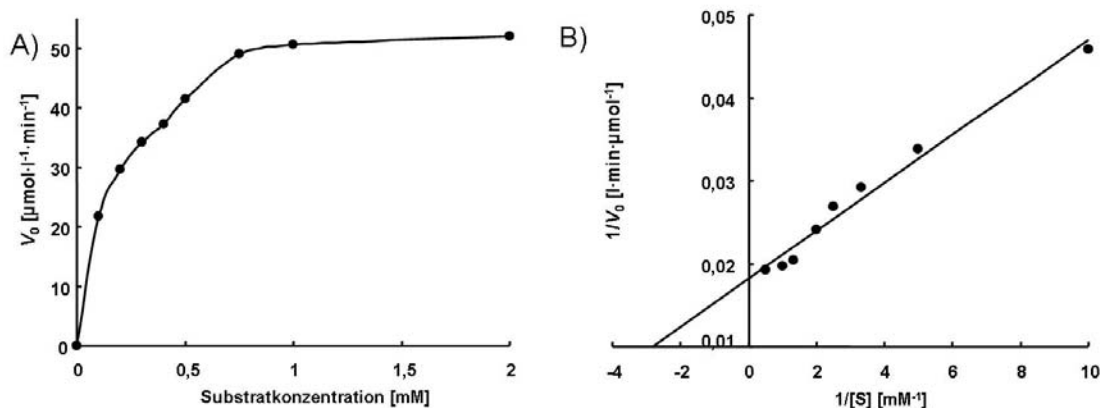 A)
V₀ [µmol·l⁻¹·min⁻¹]
50
40
30
20
10
0
0 0,5 1 1,5 2
Substratkonzentration [mM]
B)
1/V₀ [l·min·µmol⁻¹]
0,05
0,04
0,03
0,02
0,01
-4 -2 0 2 4 6 8 10
1/[S] [mM⁻¹]